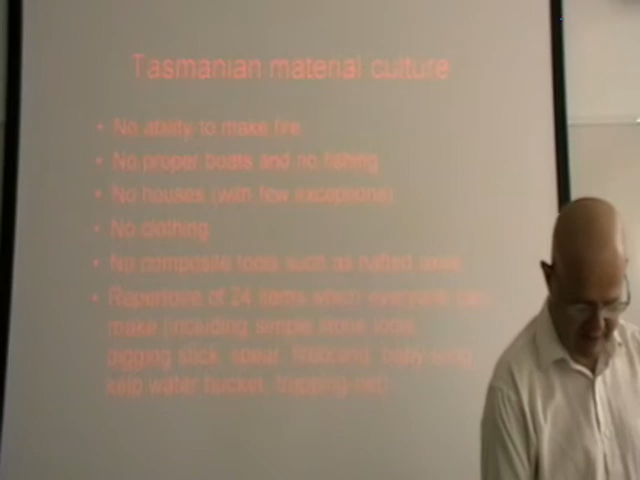 Tasmanian material culture
• No ability to make fire
• No proper boats and no fishing
• No houses (with few exceptions)
• No clothing
• No composite tools such as hafted axes
• Repertoire of 24 items which everyone can
make (including simple stone tools,
digging stick, spear, baby-sling,
kelp water bucket, trapping-net)